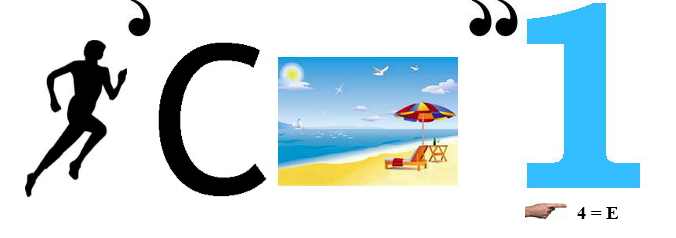 ’ C ” 1
4 = E